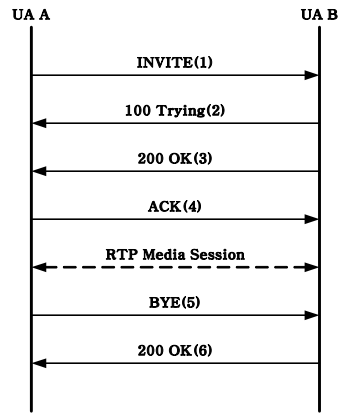 UA A UA B
INVITE(1)
100 Trying(2)
200 OK(3)
ACK(4)
RTP Media Session
BYE(5)
200 OK(6)